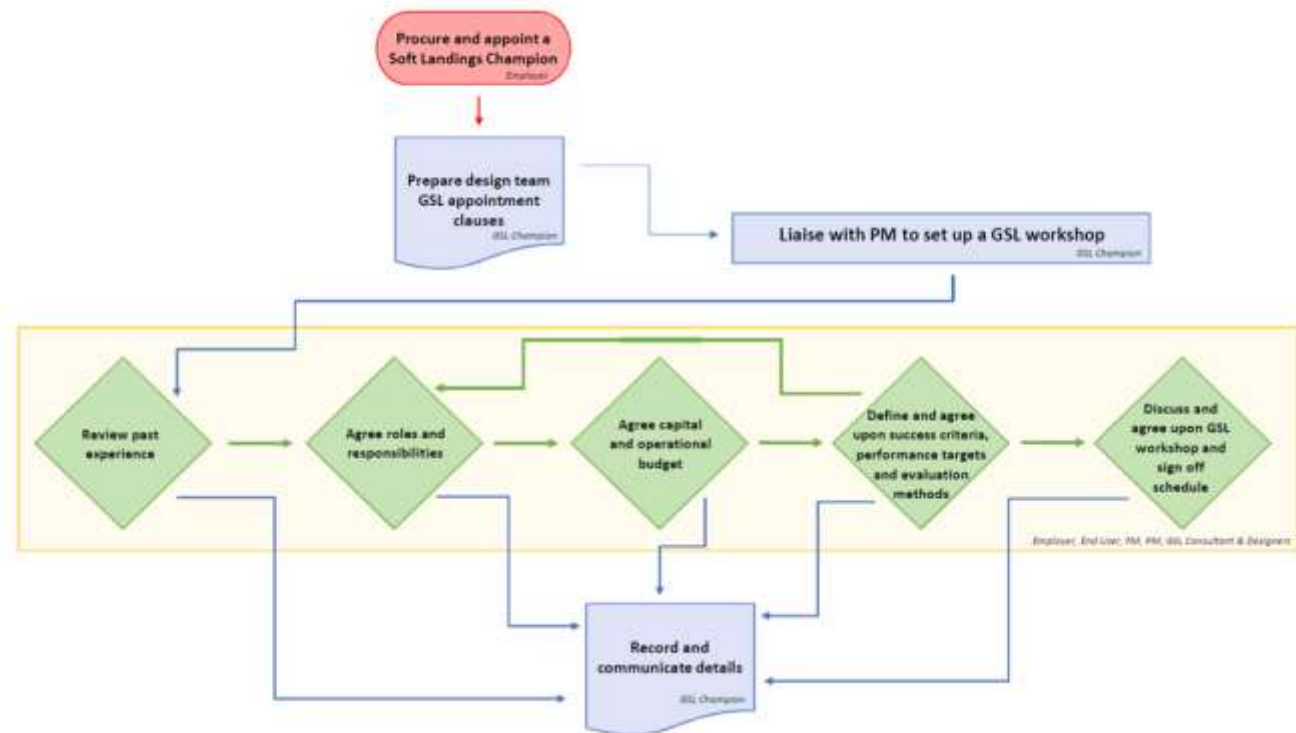 Procure and appoint a
Soft Landings Champion
Employer
Prepare design team
GSL appointment
clauses
GSL Champion
Liaise with PM to set up a GSL workshop
GSL Champion
Review past
experience
Agree roles and
responsibilities
Agree capital
and operational
budget
Define and agree
upon success criteria,
performance targets
and evaluation
methods
Discuss and
agree upon GSL
workshop and
sign off
schedule
Employer, End User, FM, PM, GSL Consultant & Designers
Record and
communicate details
GSL Champion